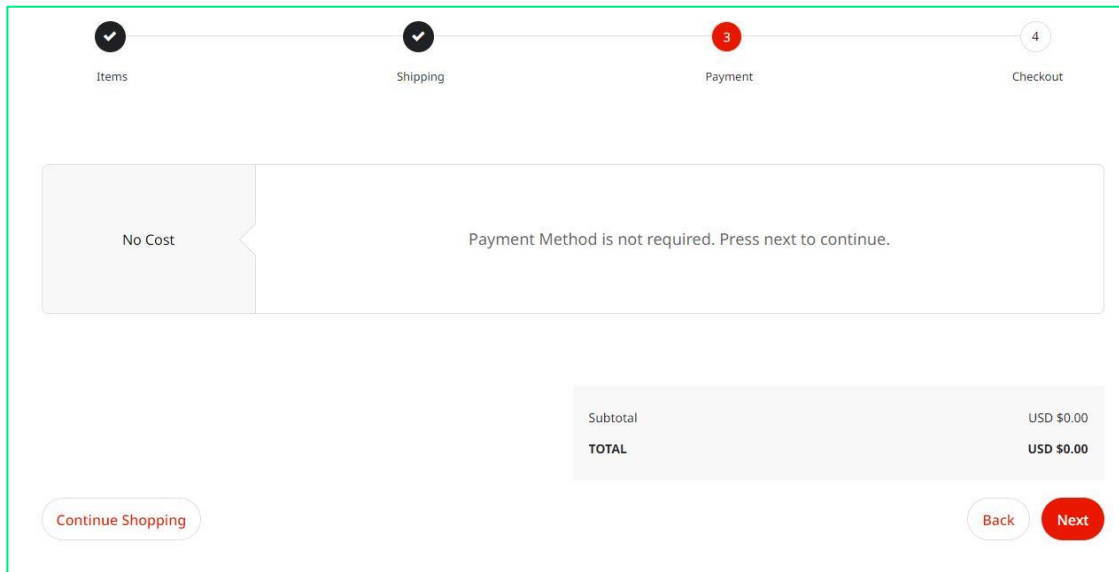 3
4
Items
Shipping
Payment
Checkout
No Cost
Payment Method is not required. Press next to continue.
Subtotal USD $0.00
TOTAL USD $0.00
Continue Shopping
Back
Next